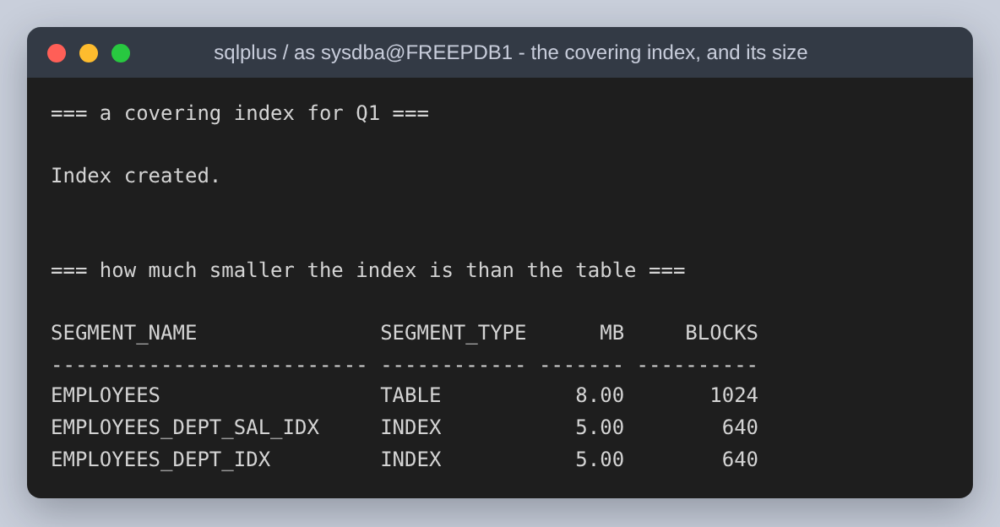 sqlplus / as sysdba@FREEPDB1 - the covering index, and its size
=== a covering index for Q1 ===
Index created.
=== how much smaller the index is than the table ===
SEGMENT_NAME               SEGMENT_TYPE      MB     BLOCKS
-------------------------- ------------ ------- ----------
EMPLOYEES                  TABLE           8.00       1024
EMPLOYEES_DEPT_SAL_IDX     INDEX           5.00        640
EMPLOYEES_DEPT_IDX         INDEX           5.00        640